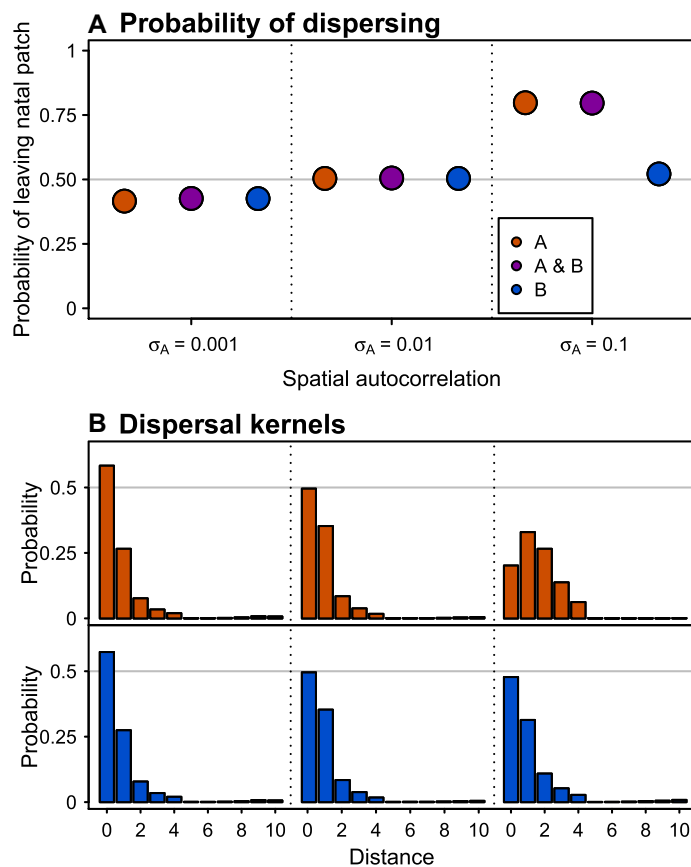 A Probability of dispersing
Probability of leaving natal patch
1
0.75
0.50
0.25
0
A
A & B
B
σA = 0.001
σA = 0.01
σA = 0.1
Spatial autocorrelation
B Dispersal kernels
Probability
0.5
0.25
0
Probability
0.5
0.25
0
0 2 4 6 8 10
0 2 4 6 8 10
0 2 4 6 8 10
Distance